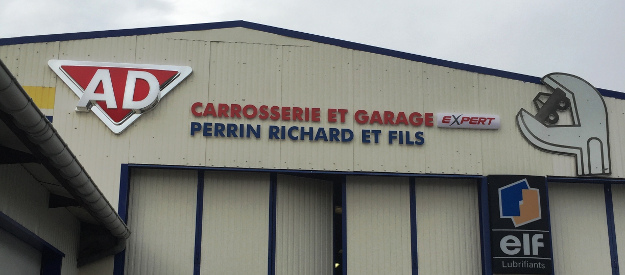 AD
CARROSSERIE ET GARAGE EXPERT
PERRIN RICHARD ET FILS
elf
Lubrifiants